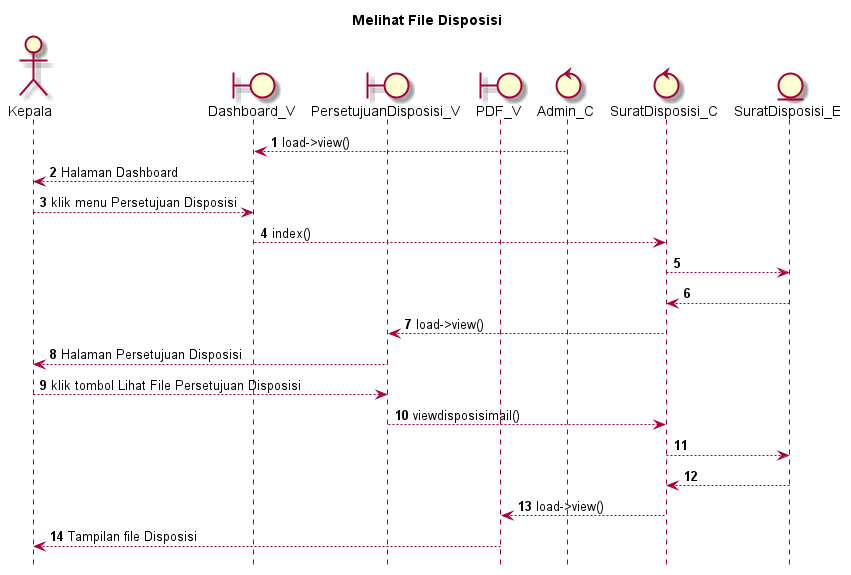 Melihat File Disposisi
Kepala
Dashboard_V
PersetujuanDisposisi_V
PDF_V
Admin_C
SuratDisposisi_C
SuratDisposisi_E
1 load->view()
2 Halaman Dashboard
3 klik menu Persetujuan Disposisi
4 index()
5
6
7 load->view()
8 Halaman Persetujuan Disposisi
9 klik tombol Lihat File Persetujuan Disposisi
10 viewdisposisimail()
11
12
13 load->view()
14 Tampilan file Disposisi